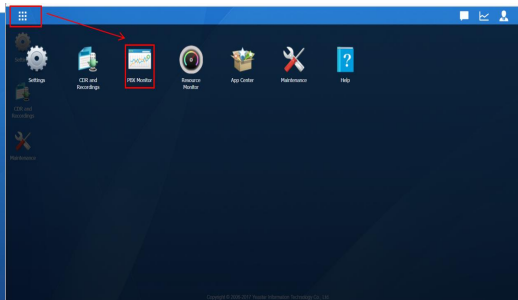 Settings
CDR and
Recordings
PBX Monitor
Resource
Monitor
App Center
Maintenance
Help
CDR and
Recordings
Maintenance